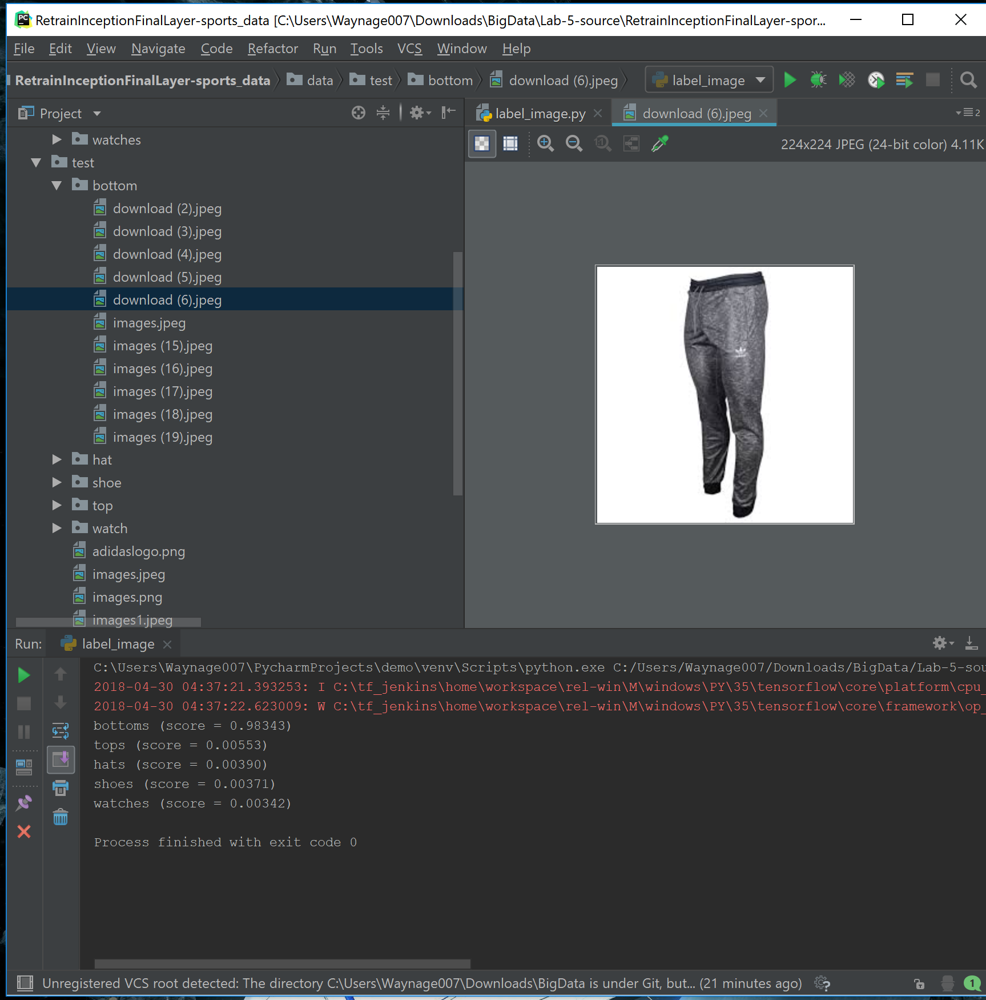 PC RetrainInceptionFinalLayer-sports_data [C:\Users\Waynage007\Downloads\BigData\Lab-5-source\RetrainInceptionFinalLayer-spor...
File Edit View Navigate Code Refactor Run Tools VCS Window Help
RetrainInceptionFinalLayer-sports_data data test bottom download (6).jpeg label_image
Project label_image.py download (6).jpeg 2
224x224 JPEG (24-bit color) 4.11K
watches
test
bottom
download (2).jpeg
download (3).jpeg
download (4).jpeg
download (5).jpeg
download (6).jpeg
images.jpeg
images (15).jpeg
images (16).jpeg
images (17).jpeg
images (18).jpeg
images (19).jpeg
hat
shoe
top
watch
adidaslogo.png
images.jpeg
images.png
images1.jpeg
Run: label_image
C:\Users\Waynage007\PycharmProjects\demo\venv\Scripts\python.exe C:/Users/Waynage007/Downloads/BigData/Lab-5-sou
2018-04-30 04:37:21.393253: I C:\tf_jenkins\home\workspace\rel-win\M\windows\PY\35\tensorflow\core\platform\cpu_
2018-04-30 04:37:22.623009: W C:\tf_jenkins\home\workspace\rel-win\M\windows\PY\35\tensorflow\core\framework\op_
bottoms (score = 0.98343)
tops (score = 0.00553)
hats (score = 0.00390)
shoes (score = 0.00371)
watches (score = 0.00342)
Process finished with exit code 0
Unregistered VCS root detected: The directory C:\Users\Waynage007\Downloads\BigData is under Git, but... (21 minutes ago) 1